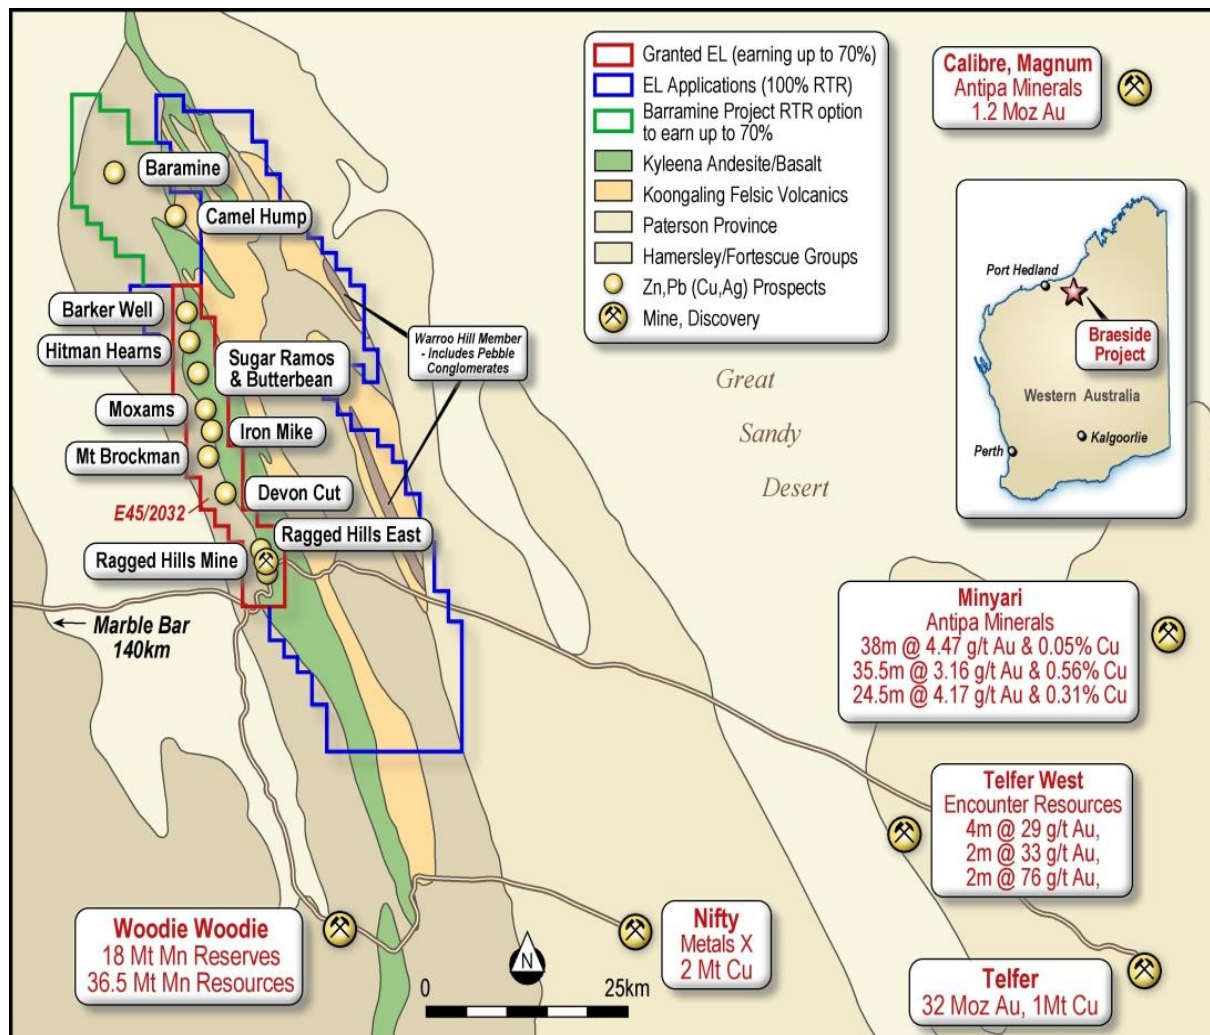 Granted EL (earning up to 70%)
EL Applications (100% RTR)
Barramine Project RTR option
to earn up to 70%
Kyleena Andesite/Basalt
Koongaling Felsic Volcanics
Paterson Province
Hamersley/Fortescue Groups
Zn,Pb (Cu,Ag) Prospects
Mine, Discovery
Calibre, Magnum
Antipa Minerals
1.2 Moz Au
Port Hedland
Braeside
Project
Western Australia
Perth
Kalgoorlie
Baramine
Camel Hump
Barker Well
Hitman Hearns
Sugar Ramos
& Butterbean
Moxams
Iron Mike
Mt Brockman
Devon Cut
E45/2032
Ragged Hills East
Ragged Hills Mine
Warroo Hill Member
- Includes Pebble
Conglomerates
Great
Sandy
Desert
Marble Bar
140km
Minyari
Antipa Minerals
38m @ 4.47 g/t Au & 0.05% Cu
35.5m @ 3.16 g/t Au & 0.56% Cu
24.5m @ 4.17 g/t Au & 0.31% Cu
Telfer West
Encounter Resources
4m @ 29 g/t Au,
2m @ 33 g/t Au,
2m @ 76 g/t Au,
Woodie Woodie
18 Mt Mn Reserves
36.5 Mt Mn Resources
Nifty
Metals X
2 Mt Cu
Telfer
32 Moz Au, 1Mt Cu
N
0 25km